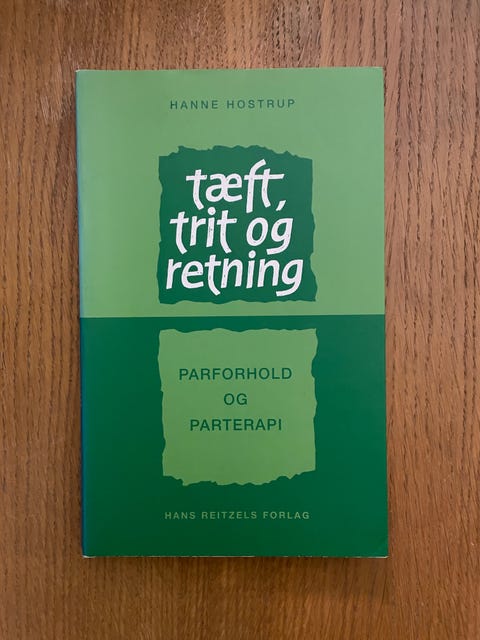 HANNE HOSTRUP
tæft,
trit og
retning
PARFORHOLD
OG
PARTERAPI
HANS REITZELS FORLAG